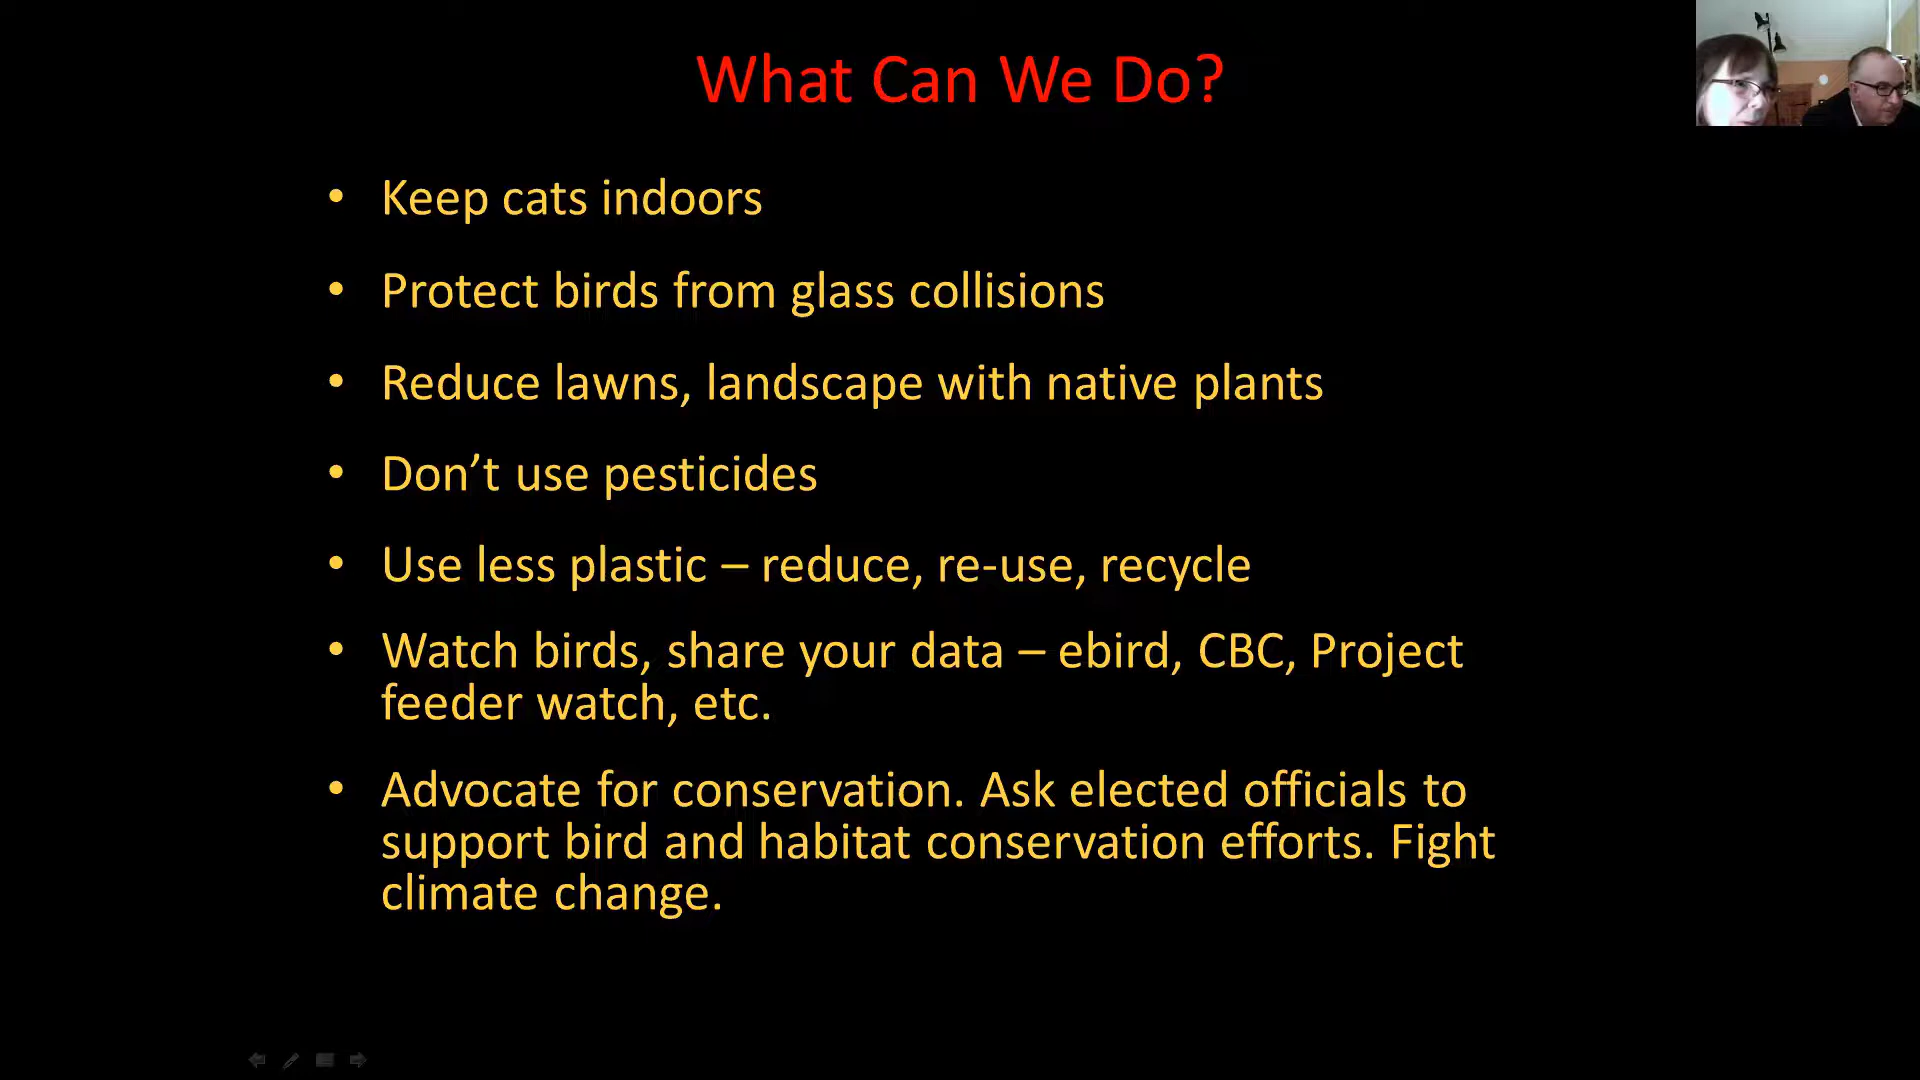 What Can We Do?
• Keep cats indoors
• Protect birds from glass collisions
• Reduce lawns, landscape with native plants
• Don’t use pesticides
• Use less plastic – reduce, re-use, recycle
• Watch birds, share your data – ebird, CBC, Project
feeder watch, etc.
• Advocate for conservation. Ask elected officials to
support bird and habitat conservation efforts. Fight
climate change.